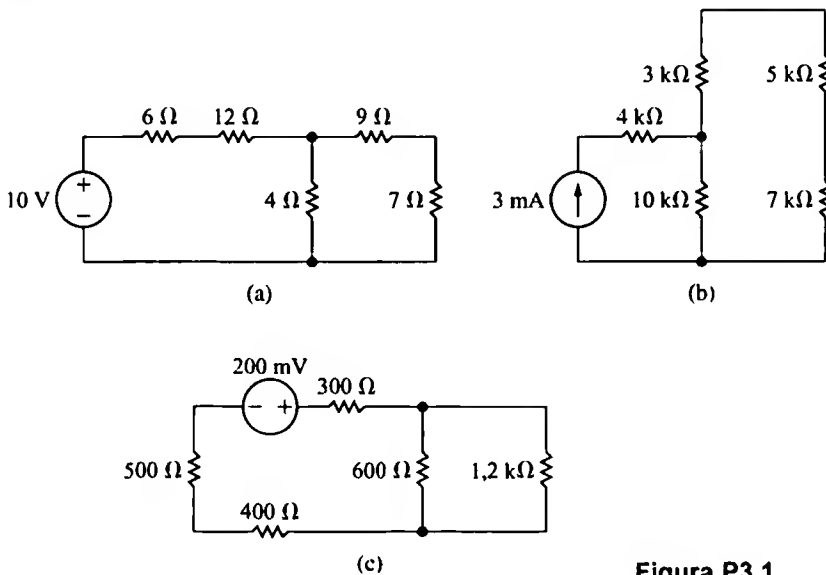 6 Ω 12 Ω 9 Ω
10 V + − 4 Ω 7 Ω
(a)
3 kΩ 5 kΩ
4 kΩ
3 mA 10 kΩ 7 kΩ
(b)
200 mV
− + 300 Ω
500 Ω 600 Ω 1,2 kΩ
400 Ω
(c)
Figura P3.1